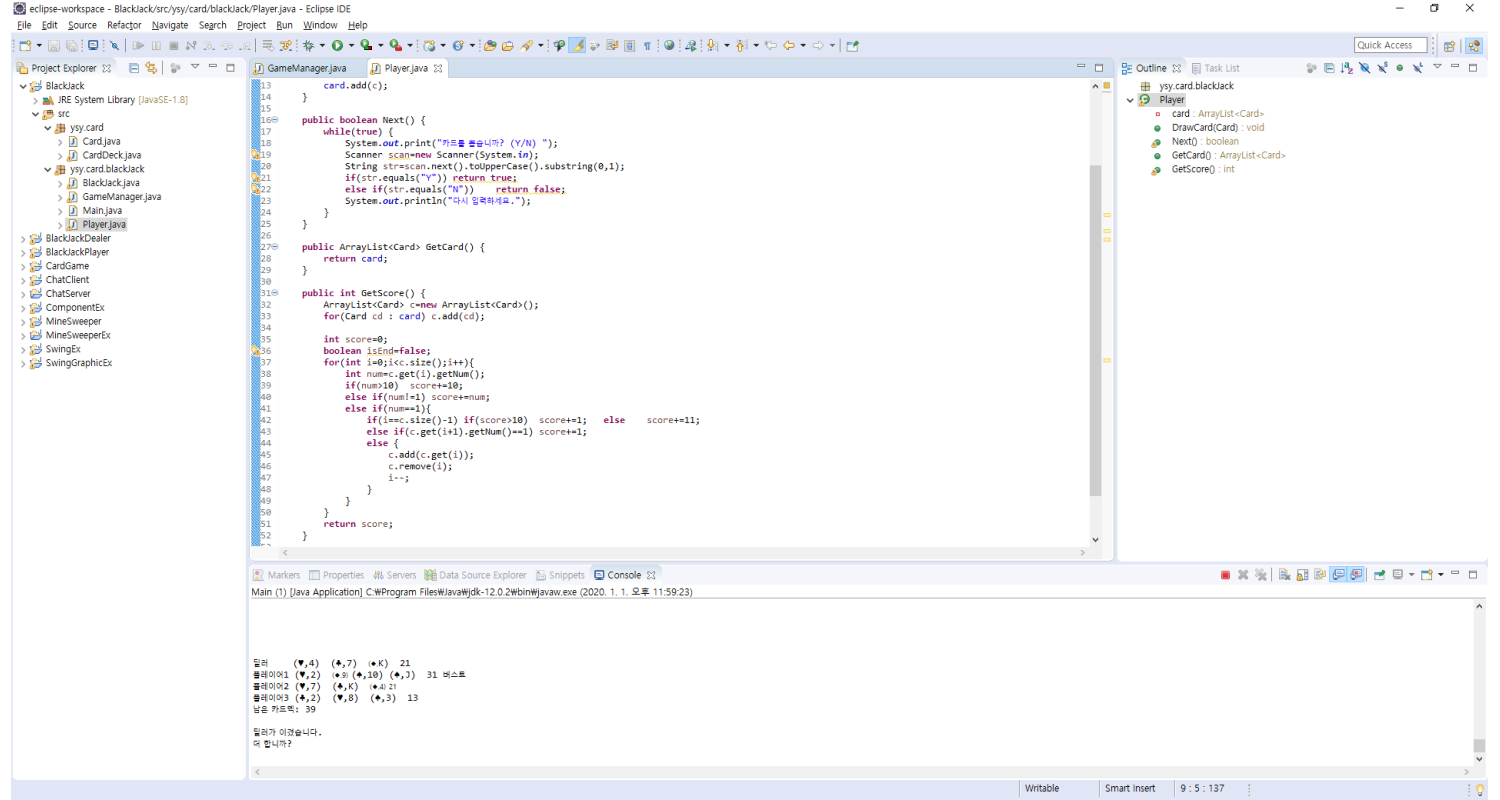 eclipse-workspace - BlackJack/src/ysy/card/blackJack/Player.java - Eclipse IDE
File Edit Source Refactor Navigate Search Project Run Window Help
Quick Access
Project Explorer
BlackJack
JRE System Library [JavaSE-1.8]
src
ysy.card
Card.java
CardDeck.java
ysy.card.blackJack
BlackJack.java
GameManager.java
Main.java
Player.java
BlackJackDealer
BlackJackPlayer
CardGame
ChatClient
ChatServer
ComponentEx
MineSweeper
MineSweeperEx
SwingEx
SwingGraphicEx
GameManager.java Player.java
13 card.add(c);
14 }
15
16 public boolean Next() {
17 while(true) {
18 System.out.print("카드를 뽑습니까? (Y/N) ");
19 Scanner scan=new Scanner(System.in);
20 String str=scan.next().toUpperCase().substring(0,1);
21 if(str.equals("Y")) return true;
22 else if(str.equals("N")) return false;
23 System.out.println("다시 입력하세요.");
24 }
25 }
26
27 public ArrayList<Card> GetCard() {
28 return card;
29 }
30
31 public int GetScore() {
32 ArrayList<Card> c=new ArrayList<Card>();
33 for(Card cd : card) c.add(cd);
34
35 int score=0;
36 boolean isEnd=false;
37 for(int i=0;i<c.size();i++){
38 int num=c.get(i).getNum();
39 if(num>10) score+=10;
40 else if(num!=1) score+=num;
41 else if(num==1){
42 if(i==c.size()-1) if(score>10) score+=1; else score+=11;
43 else if(c.get(i+1).getNum()==1) score+=1;
44 else {
45 c.add(c.get(i));
46 c.remove(i);
47 i--;
48 }
49 }
50 }
51 return score;
52 }
Outline Task List
ysy.card.blackJack
Player
card : ArrayList<Card>
DrawCard(Card) : void
Next() : boolean
GetCard() : ArrayList<Card>
GetScore() : int
Markers Properties Servers Data Source Explorer Snippets Console
Main (1) [Java Application] C:₩Program Files₩Java₩jdk-12.0.2₩bin₩javaw.exe (2020. 1. 1. 오후 11:59:23)
딜러 (♥,4) (♣,7) (◆,K) 21
플레이어1 (♥,2) (◆,9) (♠,10) (♠,J) 31 버스트
플레이어2 (♥,7) (♠,K) (◆,4) 21
플레이어3 (♣,2) (♥,8) (♠,3) 13
남은 카드덱: 39
딜러가 이겼습니다.
더 합니까?
Writable Smart Insert 9 : 5 : 137